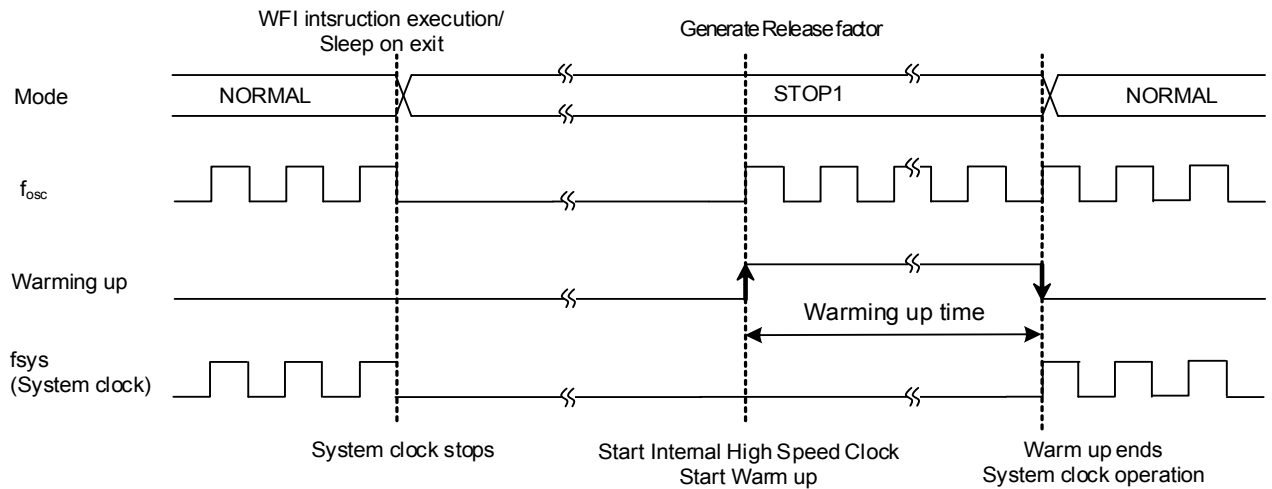 WFI intsruction execution/
Sleep on exit
Generate Release factor
Mode
NORMAL
STOP1
NORMAL
fosc
Warming up
Warming up time
fsys
(System clock)
System clock stops
Start Internal High Speed Clock
Start Warm up
Warm up ends
System clock operation